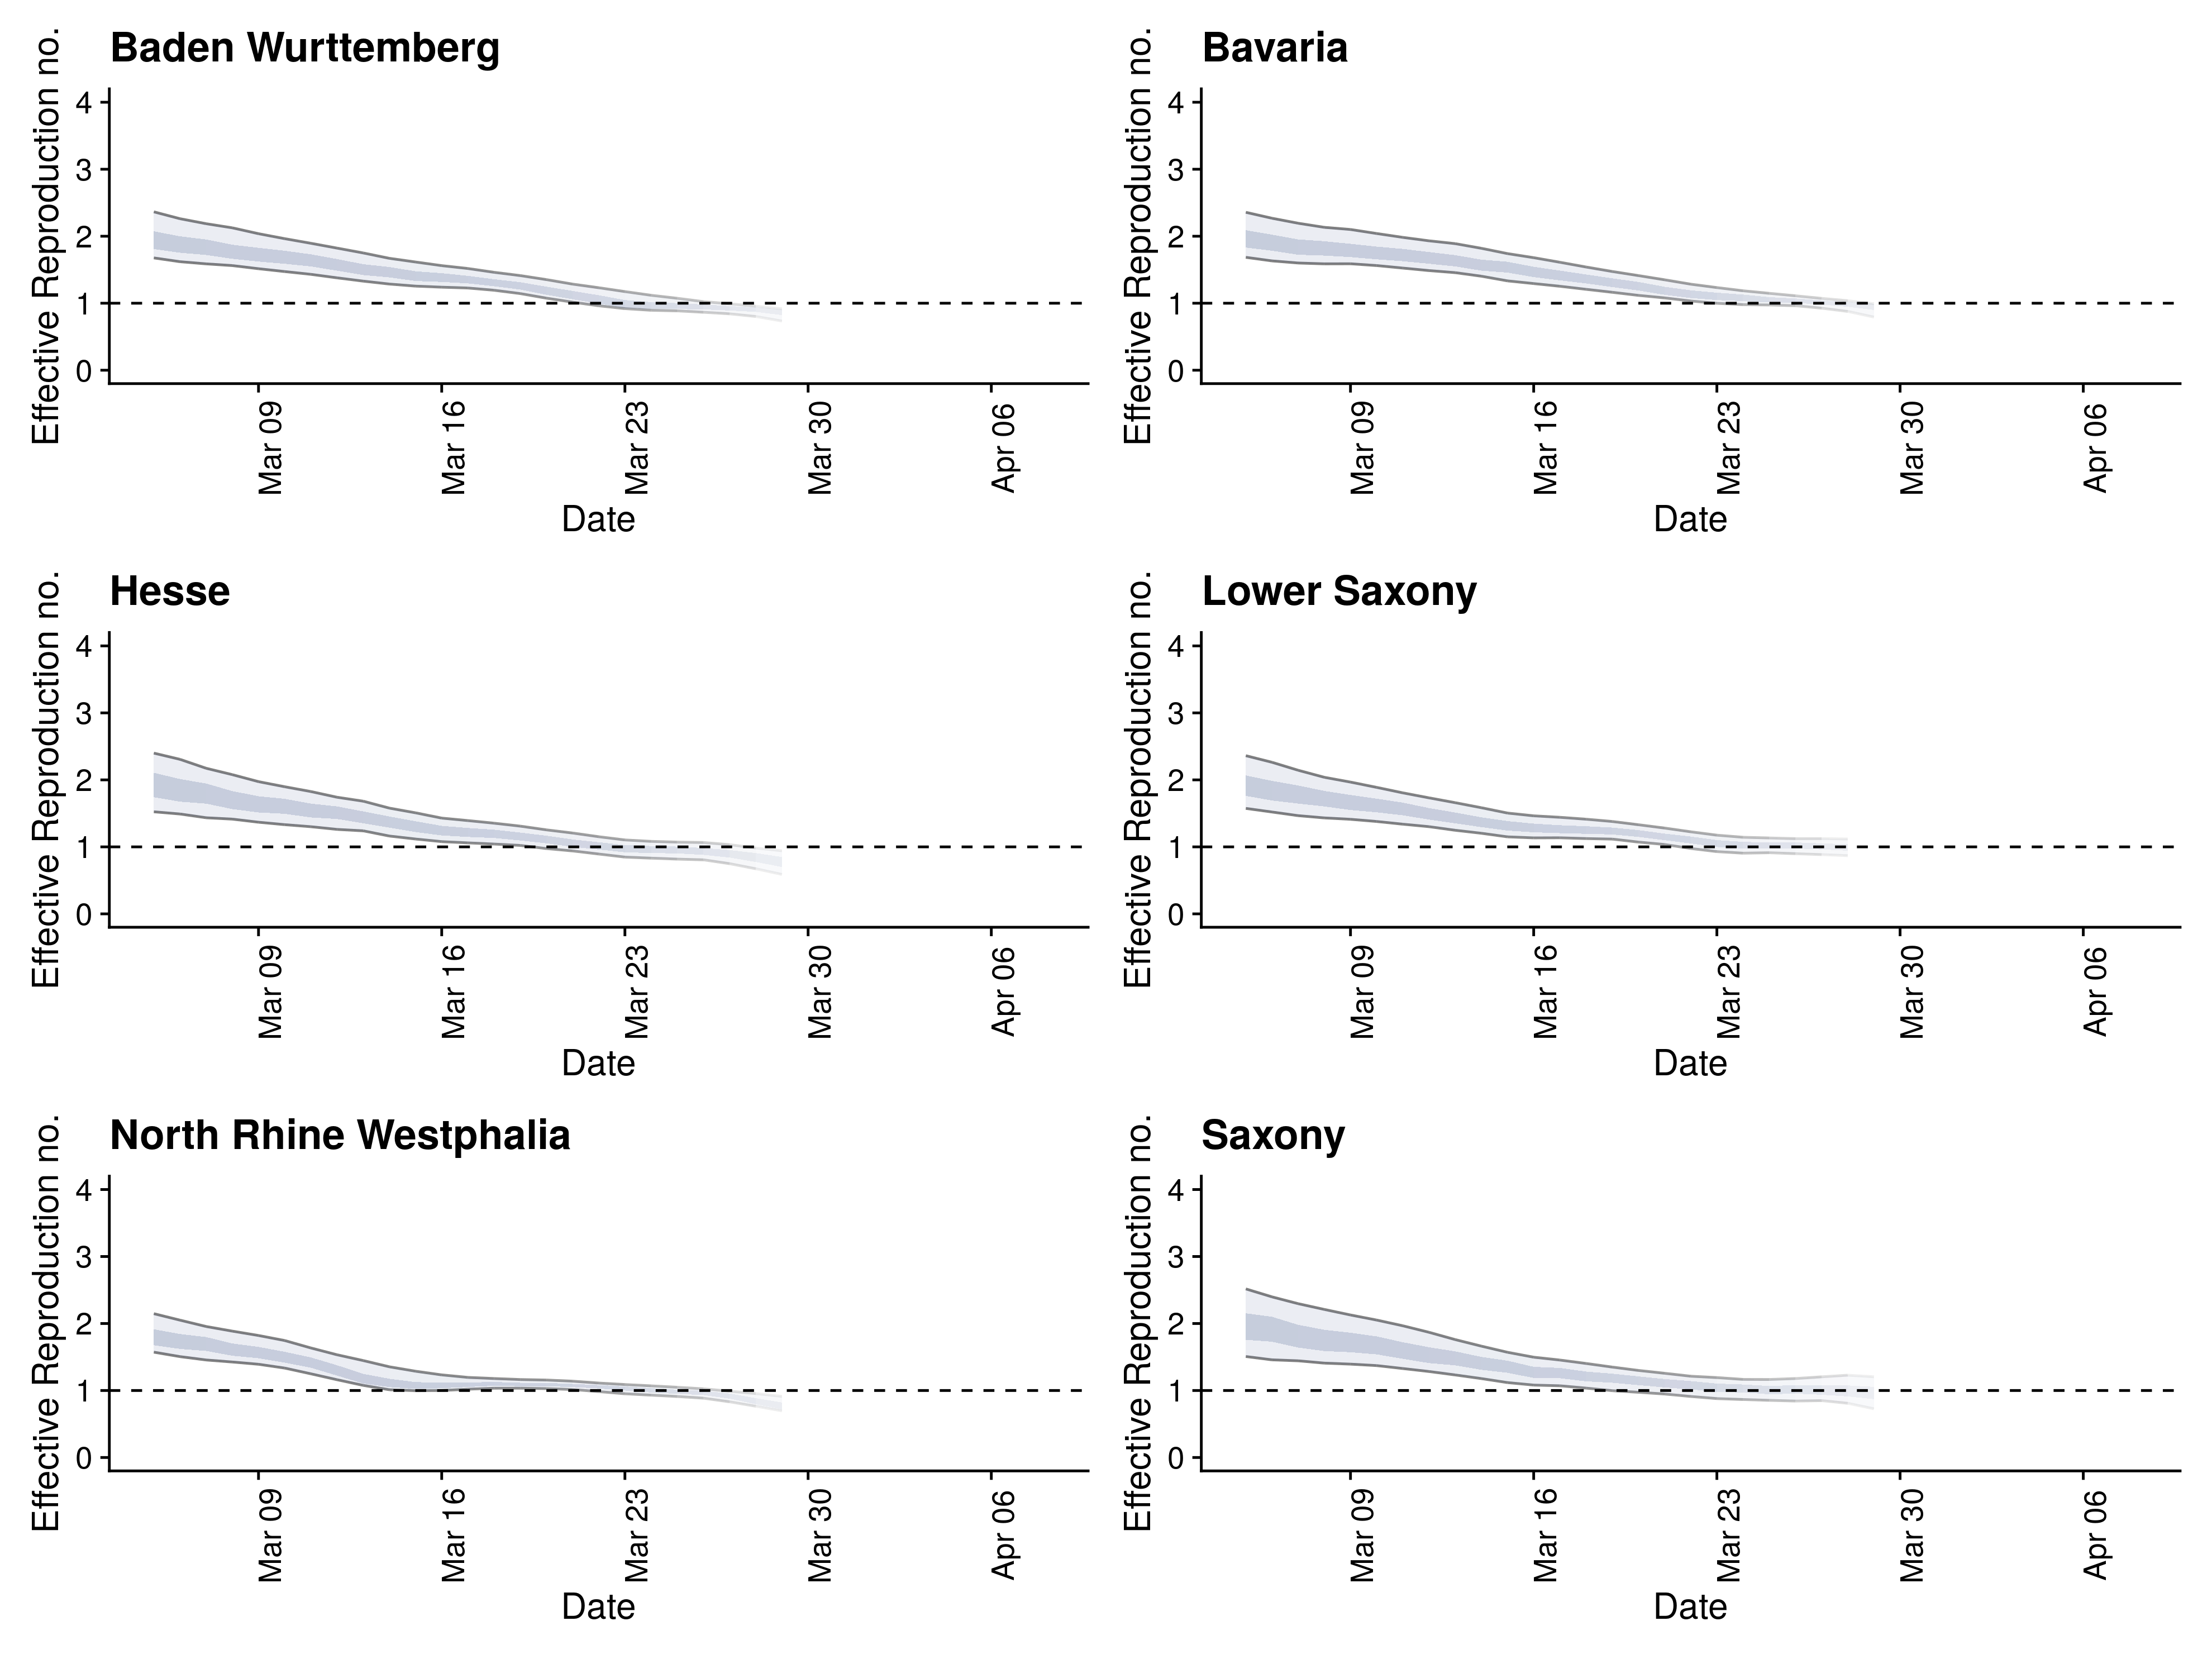 Baden Wurttemberg
Effective Reproduction no.
4
3
2
1
0
Mar 09
Mar 16
Mar 23
Mar 30
Apr 06
Date
Bavaria
Effective Reproduction no.
4
3
2
1
0
Mar 09
Mar 16
Mar 23
Mar 30
Apr 06
Date
Hesse
Effective Reproduction no.
4
3
2
1
0
Mar 09
Mar 16
Mar 23
Mar 30
Apr 06
Date
Lower Saxony
Effective Reproduction no.
4
3
2
1
0
Mar 09
Mar 16
Mar 23
Mar 30
Apr 06
Date
North Rhine Westphalia
Effective Reproduction no.
4
3
2
1
0
Mar 09
Mar 16
Mar 23
Mar 30
Apr 06
Date
Saxony
Effective Reproduction no.
4
3
2
1
0
Mar 09
Mar 16
Mar 23
Mar 30
Apr 06
Date